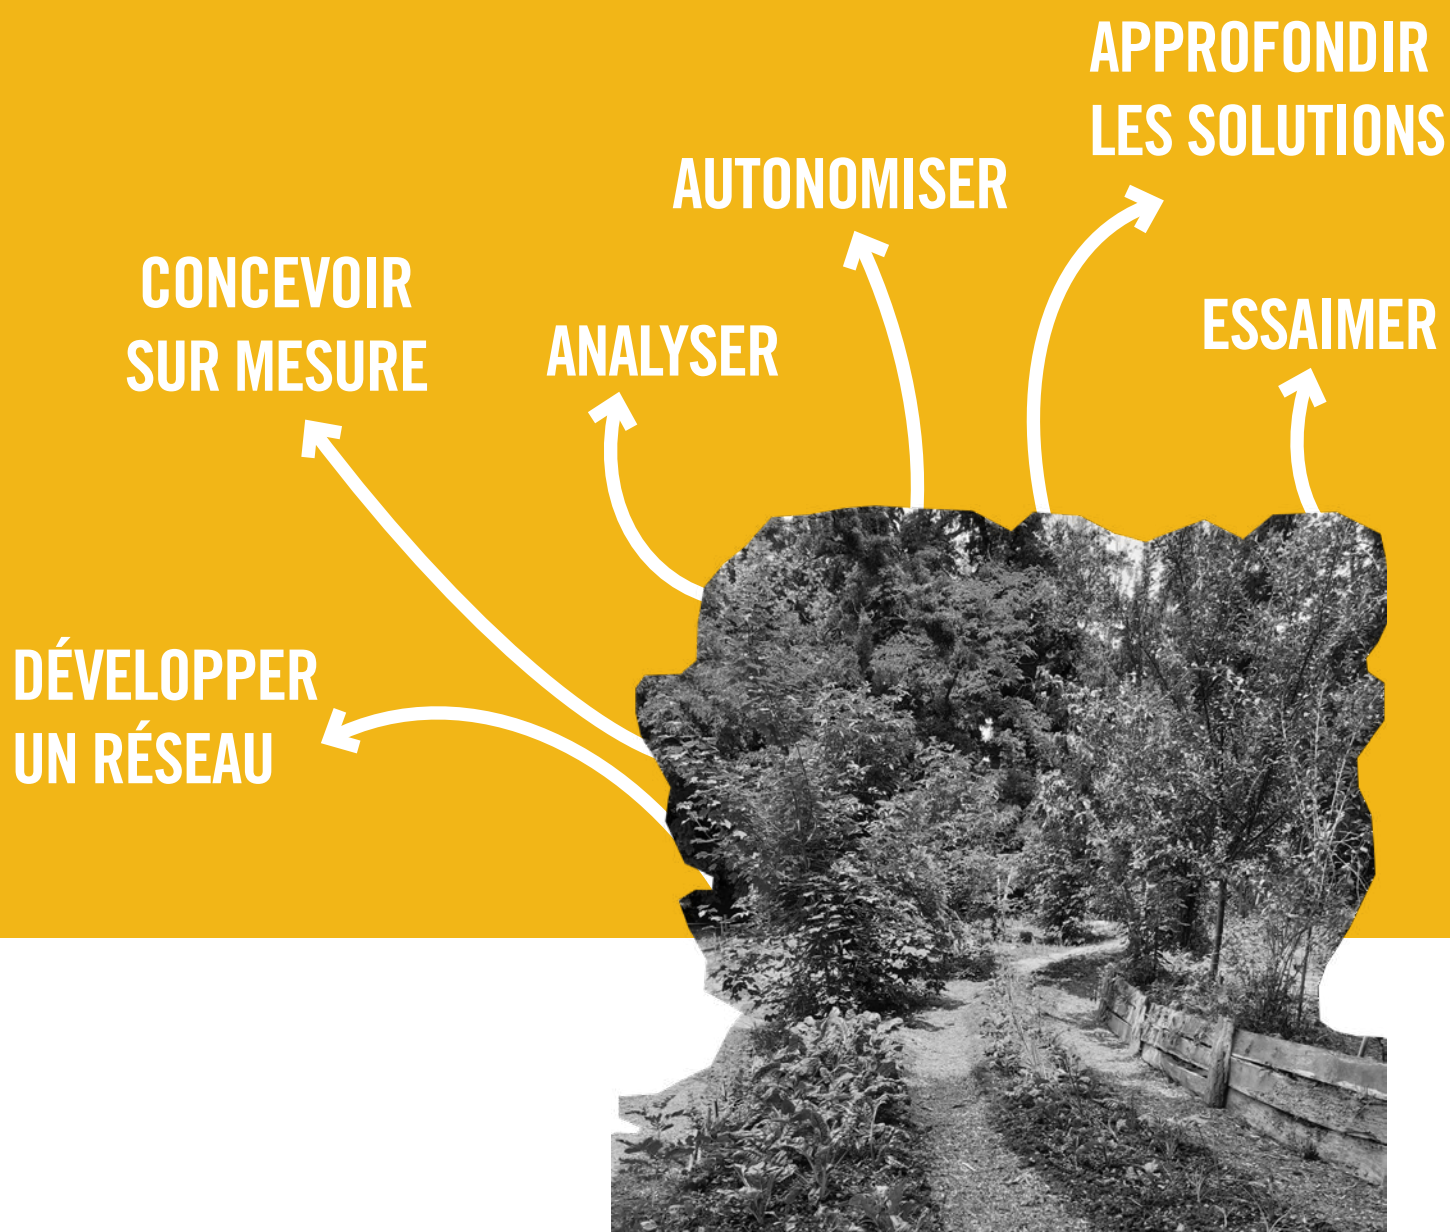 APPROFONDIR
LES SOLUTIONS
AUTONOMISER
CONCEVOIR
SUR MESURE
ANALYSER
ESSAIMER
DÉVELOPPER
UN RÉSEAU